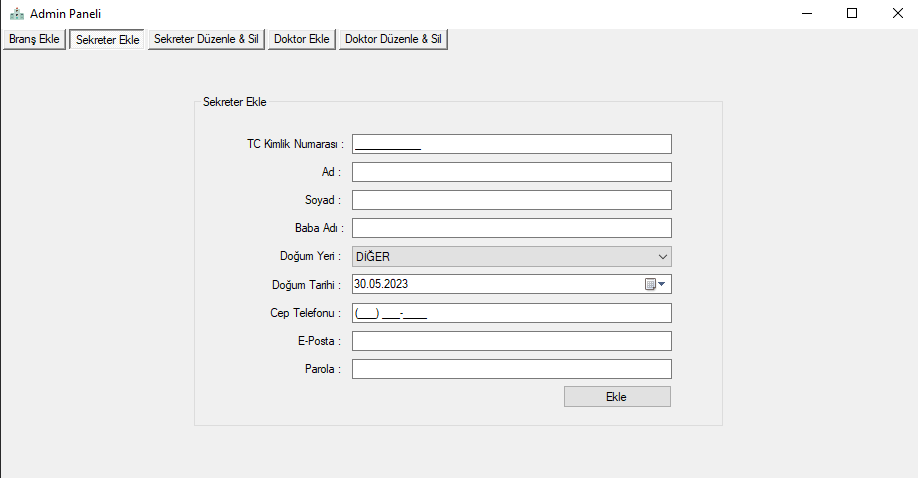 Admin Paneli
Branş Ekle Sekreter Ekle Sekreter Düzenle & Sil Doktor Ekle Doktor Düzenle & Sil
Sekreter Ekle
TC Kimlik Numarası : ___________
Ad :
Soyad :
Baba Adı :
Doğum Yeri : DİĞER
Doğum Tarihi : 30.05.2023
Cep Telefonu : (___) ___-____
E-Posta :
Parola :
Ekle